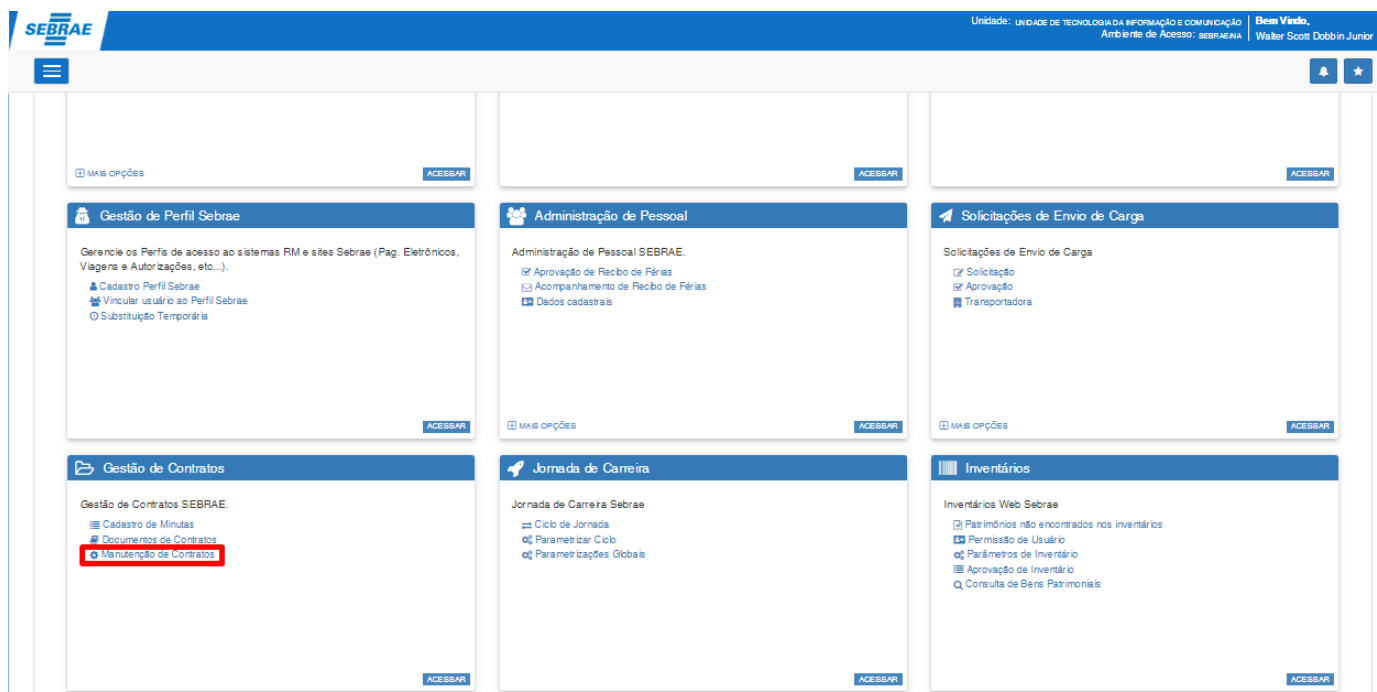 SEBRAE
Unidade: UNIDADE DE TECNOLOGIA DA INFORMAÇÃO E COMUNICAÇÃO
Ambiente de Acesso: SEBRAE/NA
Bem Vindo,
Walter Scott Dobbin Junior
MAIS OPÇÕES
ACESSAR
ACESSAR
ACESSAR
Gestão de Perfil Sebrae
Gerencie os Perfis de acesso ao sistemas RM e sites Sebrae (Pag. Eletrônicos,
Viagens e Autorizações, etc...).
Cadastro Perfil Sebrae
Vincular usuário ao Perfil Sebrae
Substituição Temporária
ACESSAR
Administração de Pessoal
Administração de Pessoal SEBRAE.
Aprovação de Recibo de Férias
Acompanhamento de Recibo de Férias
Dados cadastrais
MAIS OPÇÕES
ACESSAR
Solicitações de Envio de Carga
Solicitações de Envio de Carga
Solicitação
Aprovação
Transportadora
MAIS OPÇÕES
ACESSAR
Gestão de Contratos
Gestão de Contratos SEBRAE.
Cadastro de Minutas
Documentos de Contratos
Manutenção de Contratos
ACESSAR
Jornada de Carreira
Jornada de Carreira Sebrae
Ciclo de Jornada
Parametrizar Ciclo
Parametrizações Globais
ACESSAR
Inventários
Inventários Web Sebrae
Patrimônios não encontrados nos inventários
Permissão de Usuário
Parâmetros de Inventário
Aprovação de Inventário
Consulta de Bens Patrimoniais
ACESSAR